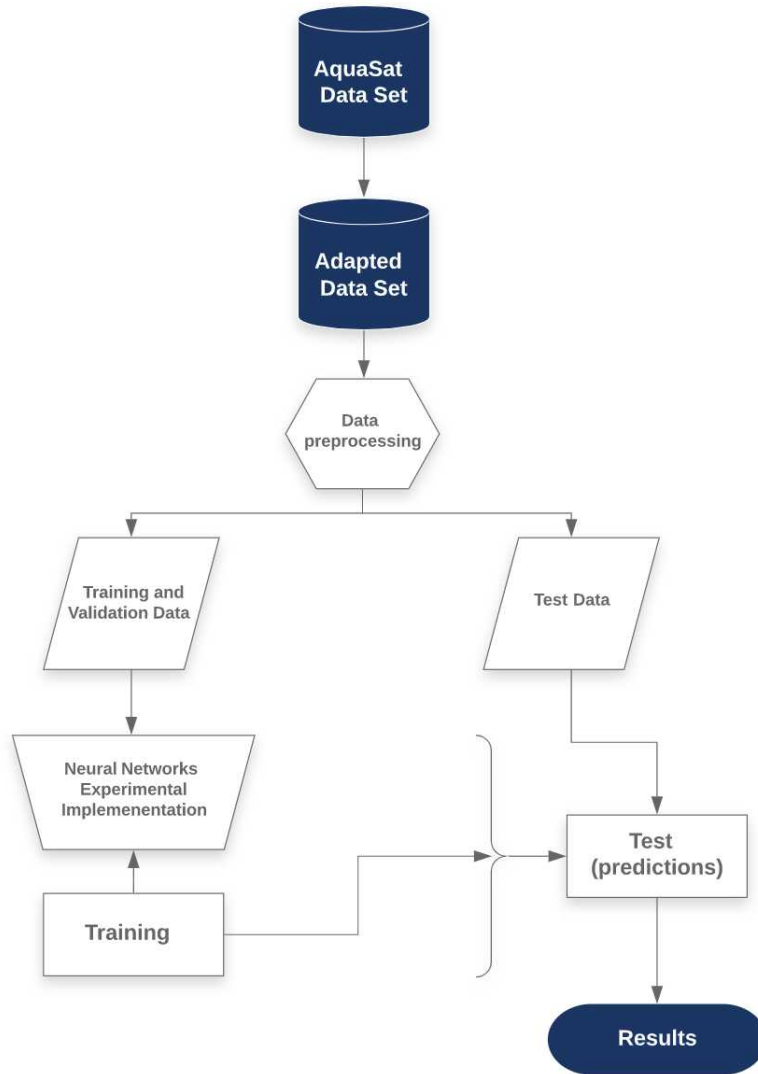 AquaSat
Data Set
Adapted
Data Set
Data
preprocessing
Training and
Validation Data
Test Data
Neural Networks
Experimental
Implemenentation
Test
(predictions)
Training
Results